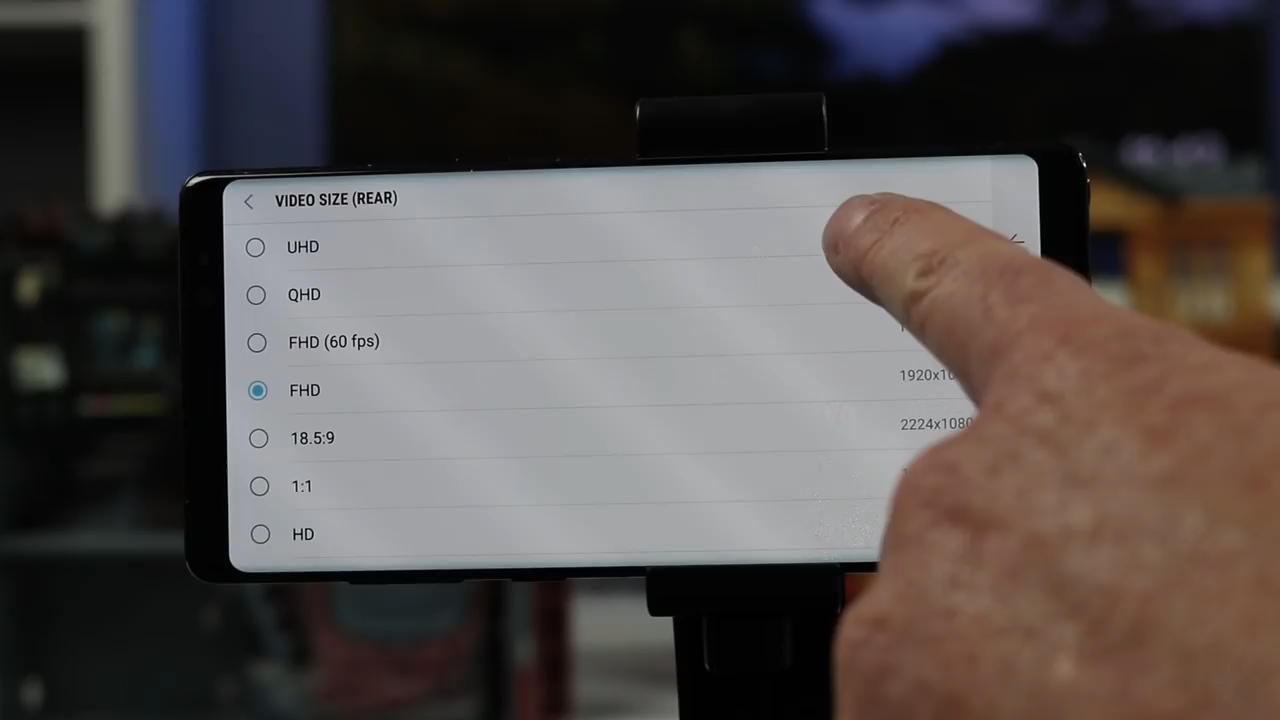 VIDEO SIZE (REAR)
UHD
QHD
FHD (60 fps)
FHD
1920x10
18.5:9
2224x1080
1:1
HD